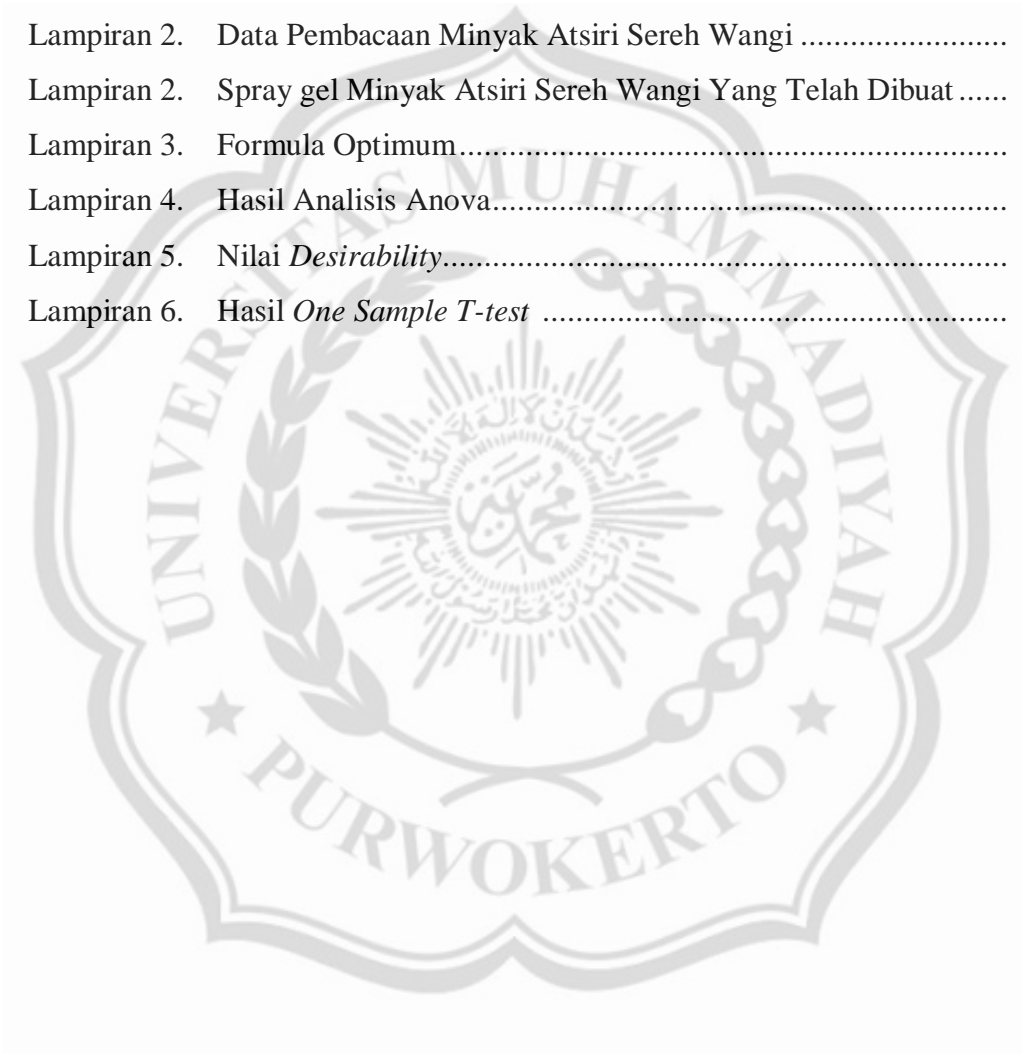 Lampiran 2. Data Pembacaan Minyak Atsiri Sereh Wangi .........................
Lampiran 2. Spray gel Minyak Atsiri Sereh Wangi Yang Telah Dibuat ......
Lampiran 3. Formula Optimum..................................................................
Lampiran 4. Hasil Analisis Anova..............................................................
Lampiran 5. Nilai Desirability....................................................................
Lampiran 6. Hasil One Sample T-test ........................................................
UNIVERSITAS MUHAMMADIYAH
PURWOKERTO